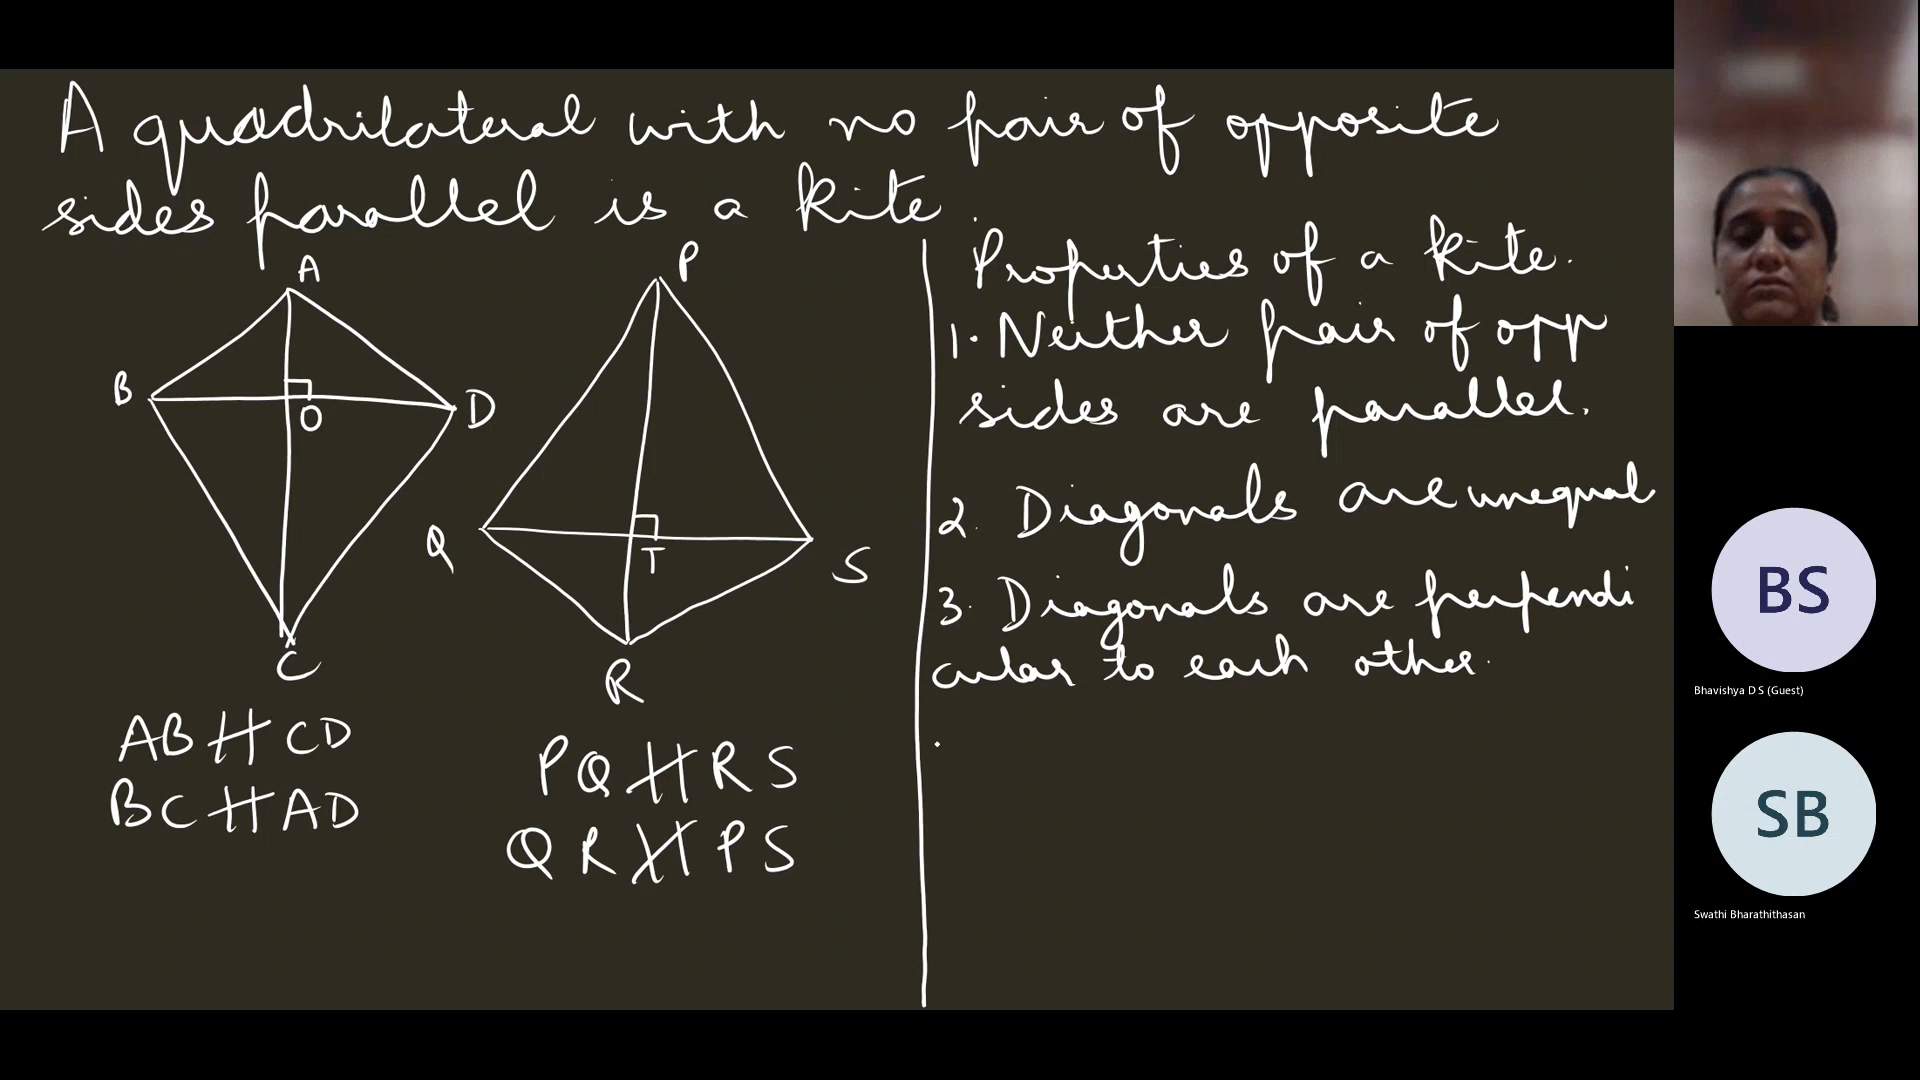 A quadrilateral with no pair of opposite
sides parallel is a kite.
A
B
O
D
C
P
Q
T
S
R
AB ∦ CD
BC ∦ AD
PQ ∦ RS
QR ∦ PS
Properties of a kite.
1. Neither pair of opp
sides are parallel.
2. Diagonals are unequal
3. Diagonals are perpendi
cular to each other.
BS
Bhavishya D S (Guest)
SB
Swathi Bharathithasan